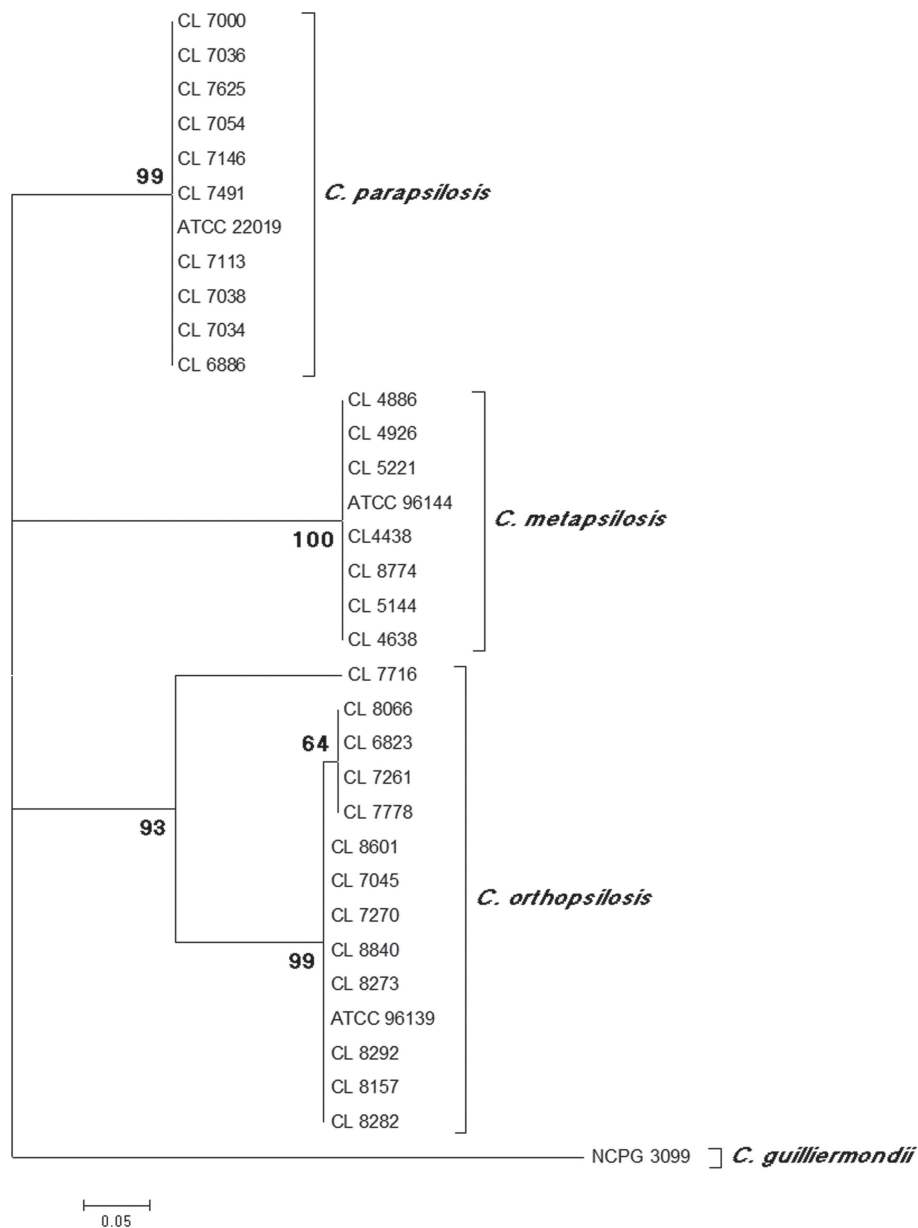 CL 7000
CL 7036
CL 7625
CL 7054
CL 7146
99
CL 7491
C. parapsilosis
ATCC 22019
CL 7113
CL 7038
CL 7034
CL 6886
CL 4886
CL 4926
CL 5221
ATCC 96144
C. metapsilosis
100
CL4438
CL 8774
CL 5144
CL 4638
CL 7716
CL 8066
64
CL 6823
CL 7261
CL 7778
93
CL 8601
CL 7045
C. orthopsilosis
CL 7270
CL 8840
99
CL 8273
ATCC 96139
CL 8292
CL 8157
CL 8282
NCPG 3099
C. guilliermondii
0.05